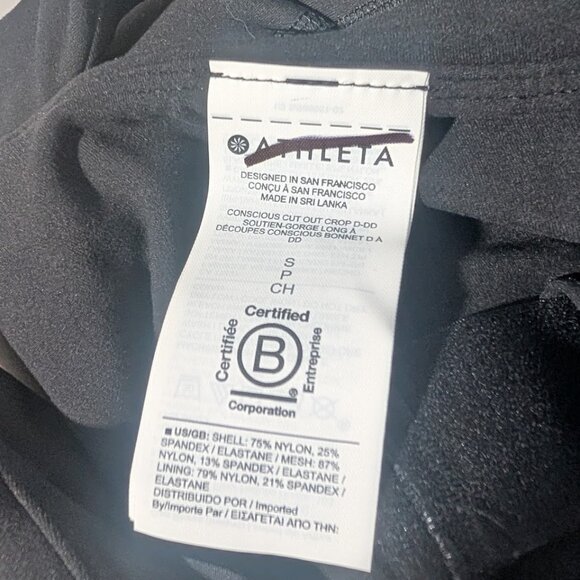 ATHLETA
DESIGNED IN SAN FRANCISCO
CONÇU À SAN FRANCISCO
MADE IN SRI LANKA
CONSCIOUS CUT OUT CROP D-DD
SOUTIEN-GORGE LONG À
DÉCOUPES CONSCIOUS BONNET D À
DD
S
P
CH
Certified
Certifiée
B
Entreprise
Corporation
■ US/GB: SHELL: 75% NYLON, 25%
SPANDEX / ELASTANE / MESH: 87%
NYLON, 13% SPANDEX / ELASTANE /
LINING: 79% NYLON, 21% SPANDEX /
ELASTANE
DISTRIBUIDO POR / Imported
By/Importe Par / ΕΙΣΑΓΕΤΑΙ ΑΠΟ ΤΗΝ: